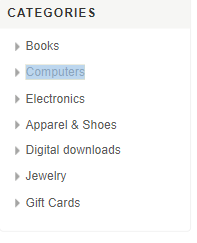 CATEGORIES
Books
Computers
Electronics
Apparel & Shoes
Digital downloads
Jewelry
Gift Cards